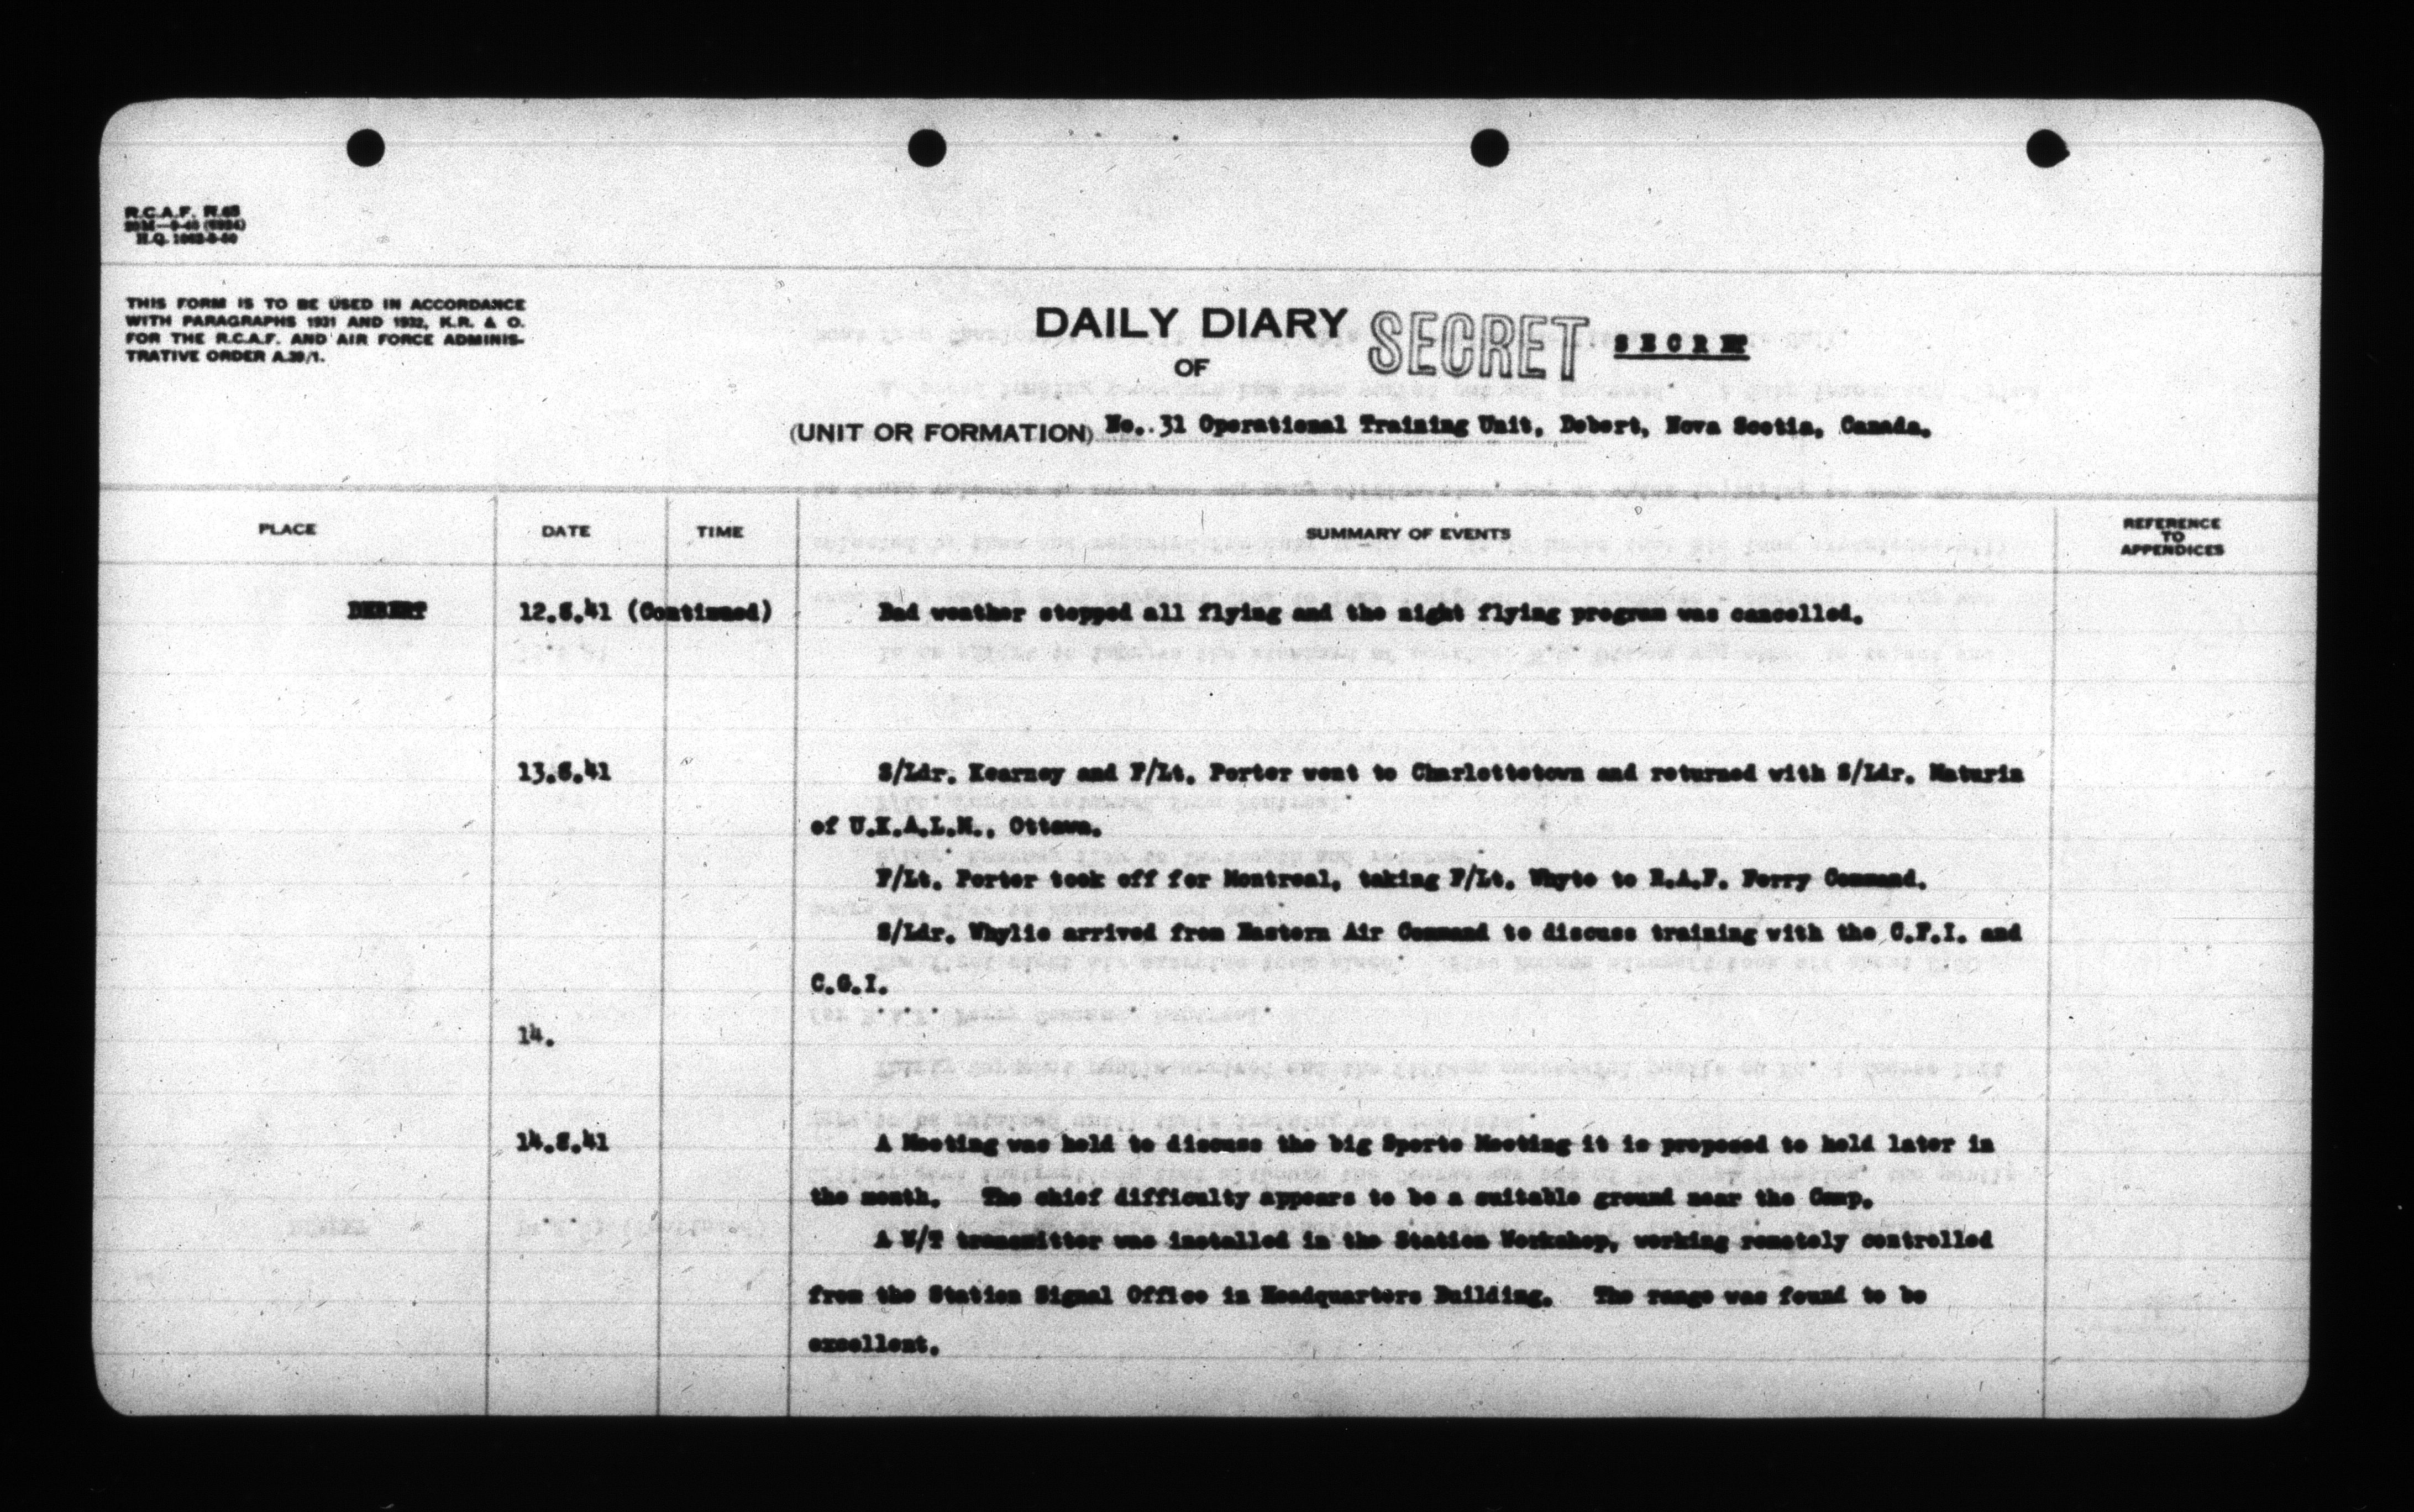 R.C.A.F. R.65
H.Q. 1062-9-50
THIS FORM IS TO BE USED IN ACCORDANCE
WITH PARAGRAPHS 1931 AND 1932, K.R. & O.
FOR THE R.C.A.F. AND AIR FORCE ADMINIS-
TRATIVE ORDER A.39/1.
DAILY DIARY SECRET SECRET
OF
(UNIT OR FORMATION) No. 31 Operational Training Unit, Debert, Nova Scotia, Canada.
PLACE DATE TIME SUMMARY OF EVENTS REFERENCE TO APPENDICES
DEBERT 12.8.41 (Continued) Bad weather stopped all flying and the night flying program was cancelled.
13.8.41 S/Ldr. Kearney and F/Lt. Porter went to Charlottetown and returned with S/Ldr. Maturin
of U.K.A.L.M., Ottawa.
F/Lt. Porter took off for Montreal, taking F/Lt. Whyte to R.A.F. Ferry Command.
S/Ldr. Whylie arrived from Eastern Air Command to discuss training with the C.F.I. and
C.G.I.
14.
14.8.41 A Meeting was held to discuss the big Sports Meeting it is proposed to hold later in
the month. The chief difficulty appears to be a suitable ground near the Camp.
A W/T transmitter was installed in the Station Workshop, working remotely controlled
from the Station Signal Office in Headquarters Building. The range was found to be
excellent.